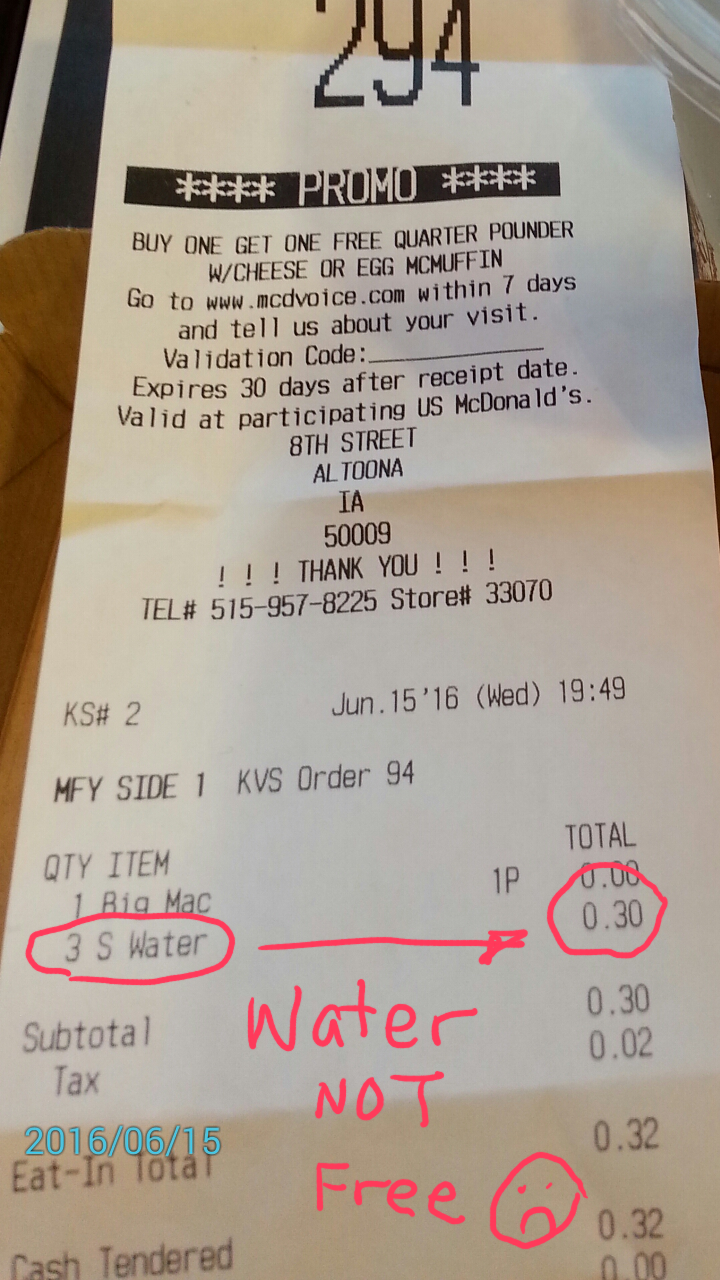 294
**** PROMO ****
BUY ONE GET ONE FREE QUARTER POUNDER
W/CHEESE OR EGG MCMUFFIN
Go to www.mcdvoice.com within 7 days
and tell us about your visit.
Validation Code:
Expires 30 days after receipt date.
Valid at participating US McDonald's.
8TH STREET
ALTOONA
IA
50009
! ! ! THANK YOU ! ! !
TEL# 515-957-8225 Store# 33070
KS# 2 Jun.15'16 (Wed) 19:49
MFY SIDE 1 KVS Order 94
QTY ITEM TOTAL
1 Big Mac 1P 0.00
3 S Water 0.30
Water
NOT
Free
Subtotal 0.30
Tax 0.02
2016/06/15
Eat-In Total 0.32
Cash Tendered 0.32
0.00